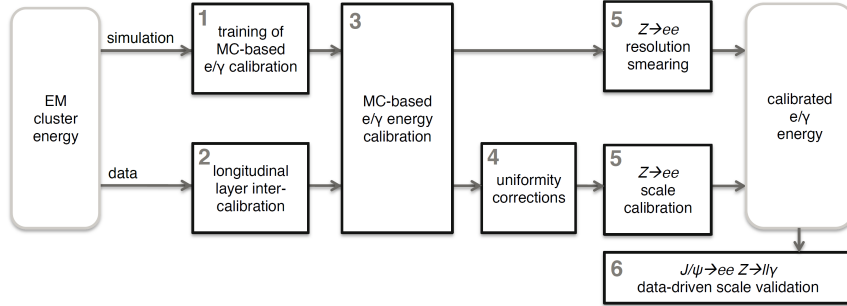 EM
cluster
energy
simulation
data
1
training of
MC-based
e/γ calibration
2
longitudinal
layer inter-
calibration
3
MC-based
e/γ energy
calibration
4
uniformity
corrections
5
Z→ee
resolution
smearing
5
Z→ee
scale
calibration
calibrated
e/γ
energy
6
J/ψ→ee Z→llγ
data-driven scale validation